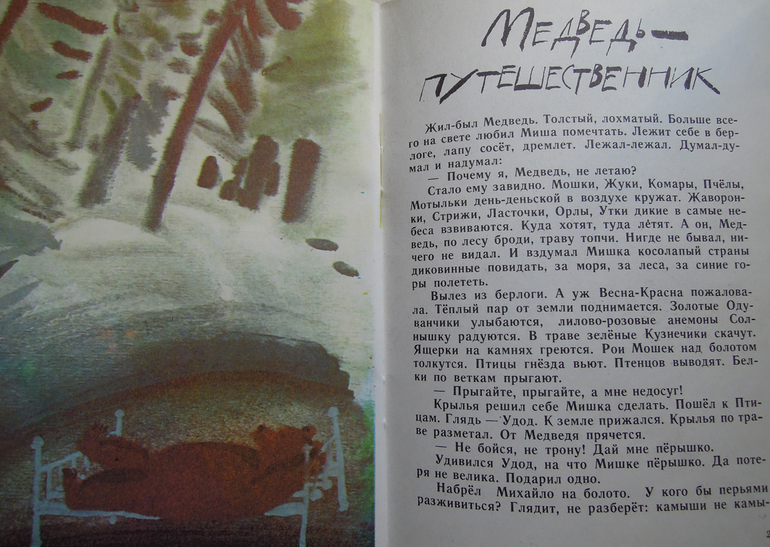 МЕДВЕДЬ—
ПУТЕШЕСТВЕННИК
Жил-был Медведь. Толстый, лохматый. Больше все-
го на свете любил Миша помечтать. Лежит себе в бер-
логе, лапу сосёт, дремлет. Лежал-лежал. Думал-ду-
мал и надумал:
— Почему я, Медведь, не летаю?
Стало ему завидно. Мошки, Жуки, Комары, Пчёлы,
Мотыльки день-деньской в воздухе кружат. Жаворон-
ки, Стрижи, Ласточки, Орлы, Утки дикие в самые не-
беса взвиваются. Куда хотят, туда ле́тят. А он, Мед-
ведь, по лесу броди, траву топчи. Нигде не бывал, ни-
чего не видал. И вздумал Мишка косолапый страны
диковинные повидать, за моря, за леса, за синие го-
ры полететь.
Вылез из берлоги. А уж Весна-Красна пожалова-
ла. Тёплый пар от земли поднимается. Золотые Оду-
ванчики улыбаются, лилово-розовые анемоны Сол-
нышку радуются. В траве зелёные Кузнечики скачут.
Ящерки на камнях греются. Рои Мошек над болотом
толкутся. Птицы гнёзда вьют. Птенцов выводят. Бел-
ки по веткам прыгают.
— Прыгайте, прыгайте, а мне недосуг!
Крылья решил себе Мишка сделать. Пошёл к Пти-
цам. Глядь — Удод. К земле прижался. Крылья по тра-
ве разметал. От Медведя прячется.
— Не бойся, не трону! Дай мне пёрышко.
Удивился Удод, на что Мишке пёрышко. Да поте-
ря не велика. Подарил одно.
Набрёл Михайло на болото. У кого бы перьями
разживиться? Глядит, не разберёт: камыши не камы-